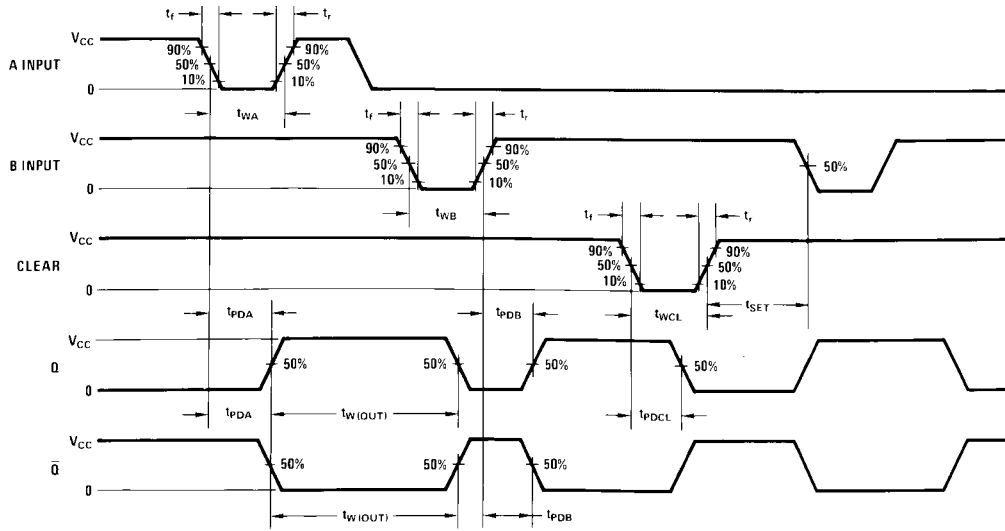 tf tr
VCC
90% 90%
A INPUT 50% 50%
10% 10%
0
tWA tf tr
VCC
90% 90%
B INPUT 50% 50% 50%
10% 10%
0
tWB tf tr
VCC
90% 90%
CLEAR 50% 50%
10% 10%
0
tPDA tPDB tWCL tSET
VCC
Q 50% 50% 50% 50%
0
tPDA tW(OUT) tPDCL
VCC
Q̅ 50% 50% 50%
0
tW(OUT) tPDB